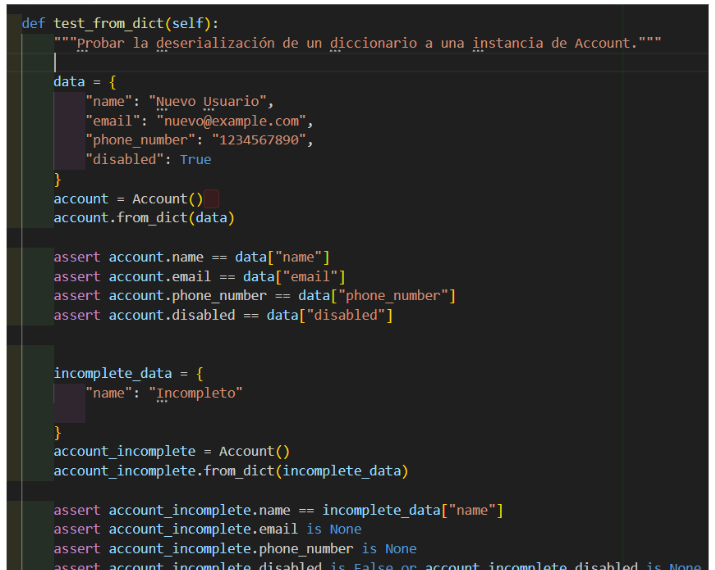 def test_from_dict(self):
    """Probar la deserialización de un diccionario a una instancia de Account."""
    data = {
        "name": "Nuevo Usuario",
        "email": "nuevo@example.com",
        "phone_number": "1234567890",
        "disabled": True
    }
    account = Account()
    account.from_dict(data)
    assert account.name == data["name"]
    assert account.email == data["email"]
    assert account.phone_number == data["phone_number"]
    assert account.disabled == data["disabled"]
    incomplete_data = {
        "name": "Incompleto"
    }
    account_incomplete = Account()
    account_incomplete.from_dict(incomplete_data)
    assert account_incomplete.name == incomplete_data["name"]
    assert account_incomplete.email is None
    assert account_incomplete.phone_number is None
    assert account_incomplete.disabled is False or account_incomplete.disabled is None